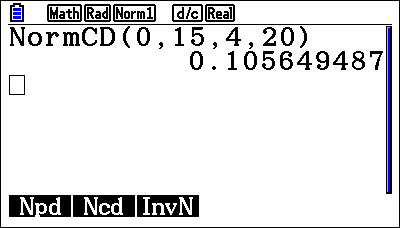 Math Rad Norm1 d/c Real
NormCD(0,15,4,20)
0.105649487
Npd Ncd InvN